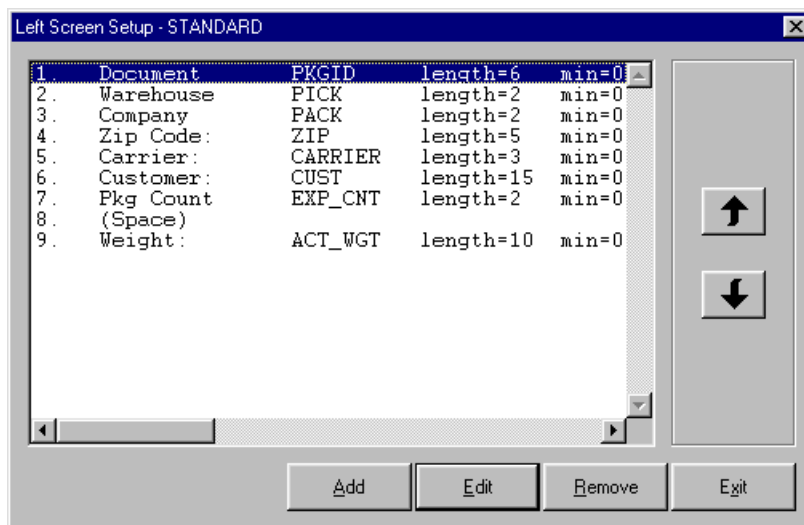 Left Screen Setup - STANDARD
1. Document PKGID length=6 min=0
2. Warehouse PICK length=2 min=0
3. Company PACK length=2 min=0
4. Zip Code: ZIP length=5 min=0
5. Carrier: CARRIER length=3 min=0
6. Customer: CUST length=15 min=0
7. Pkg Count EXP_CNT length=2 min=0
8. (Space)
9. Weight: ACT_WGT length=10 min=0
Add Edit Remove Exit